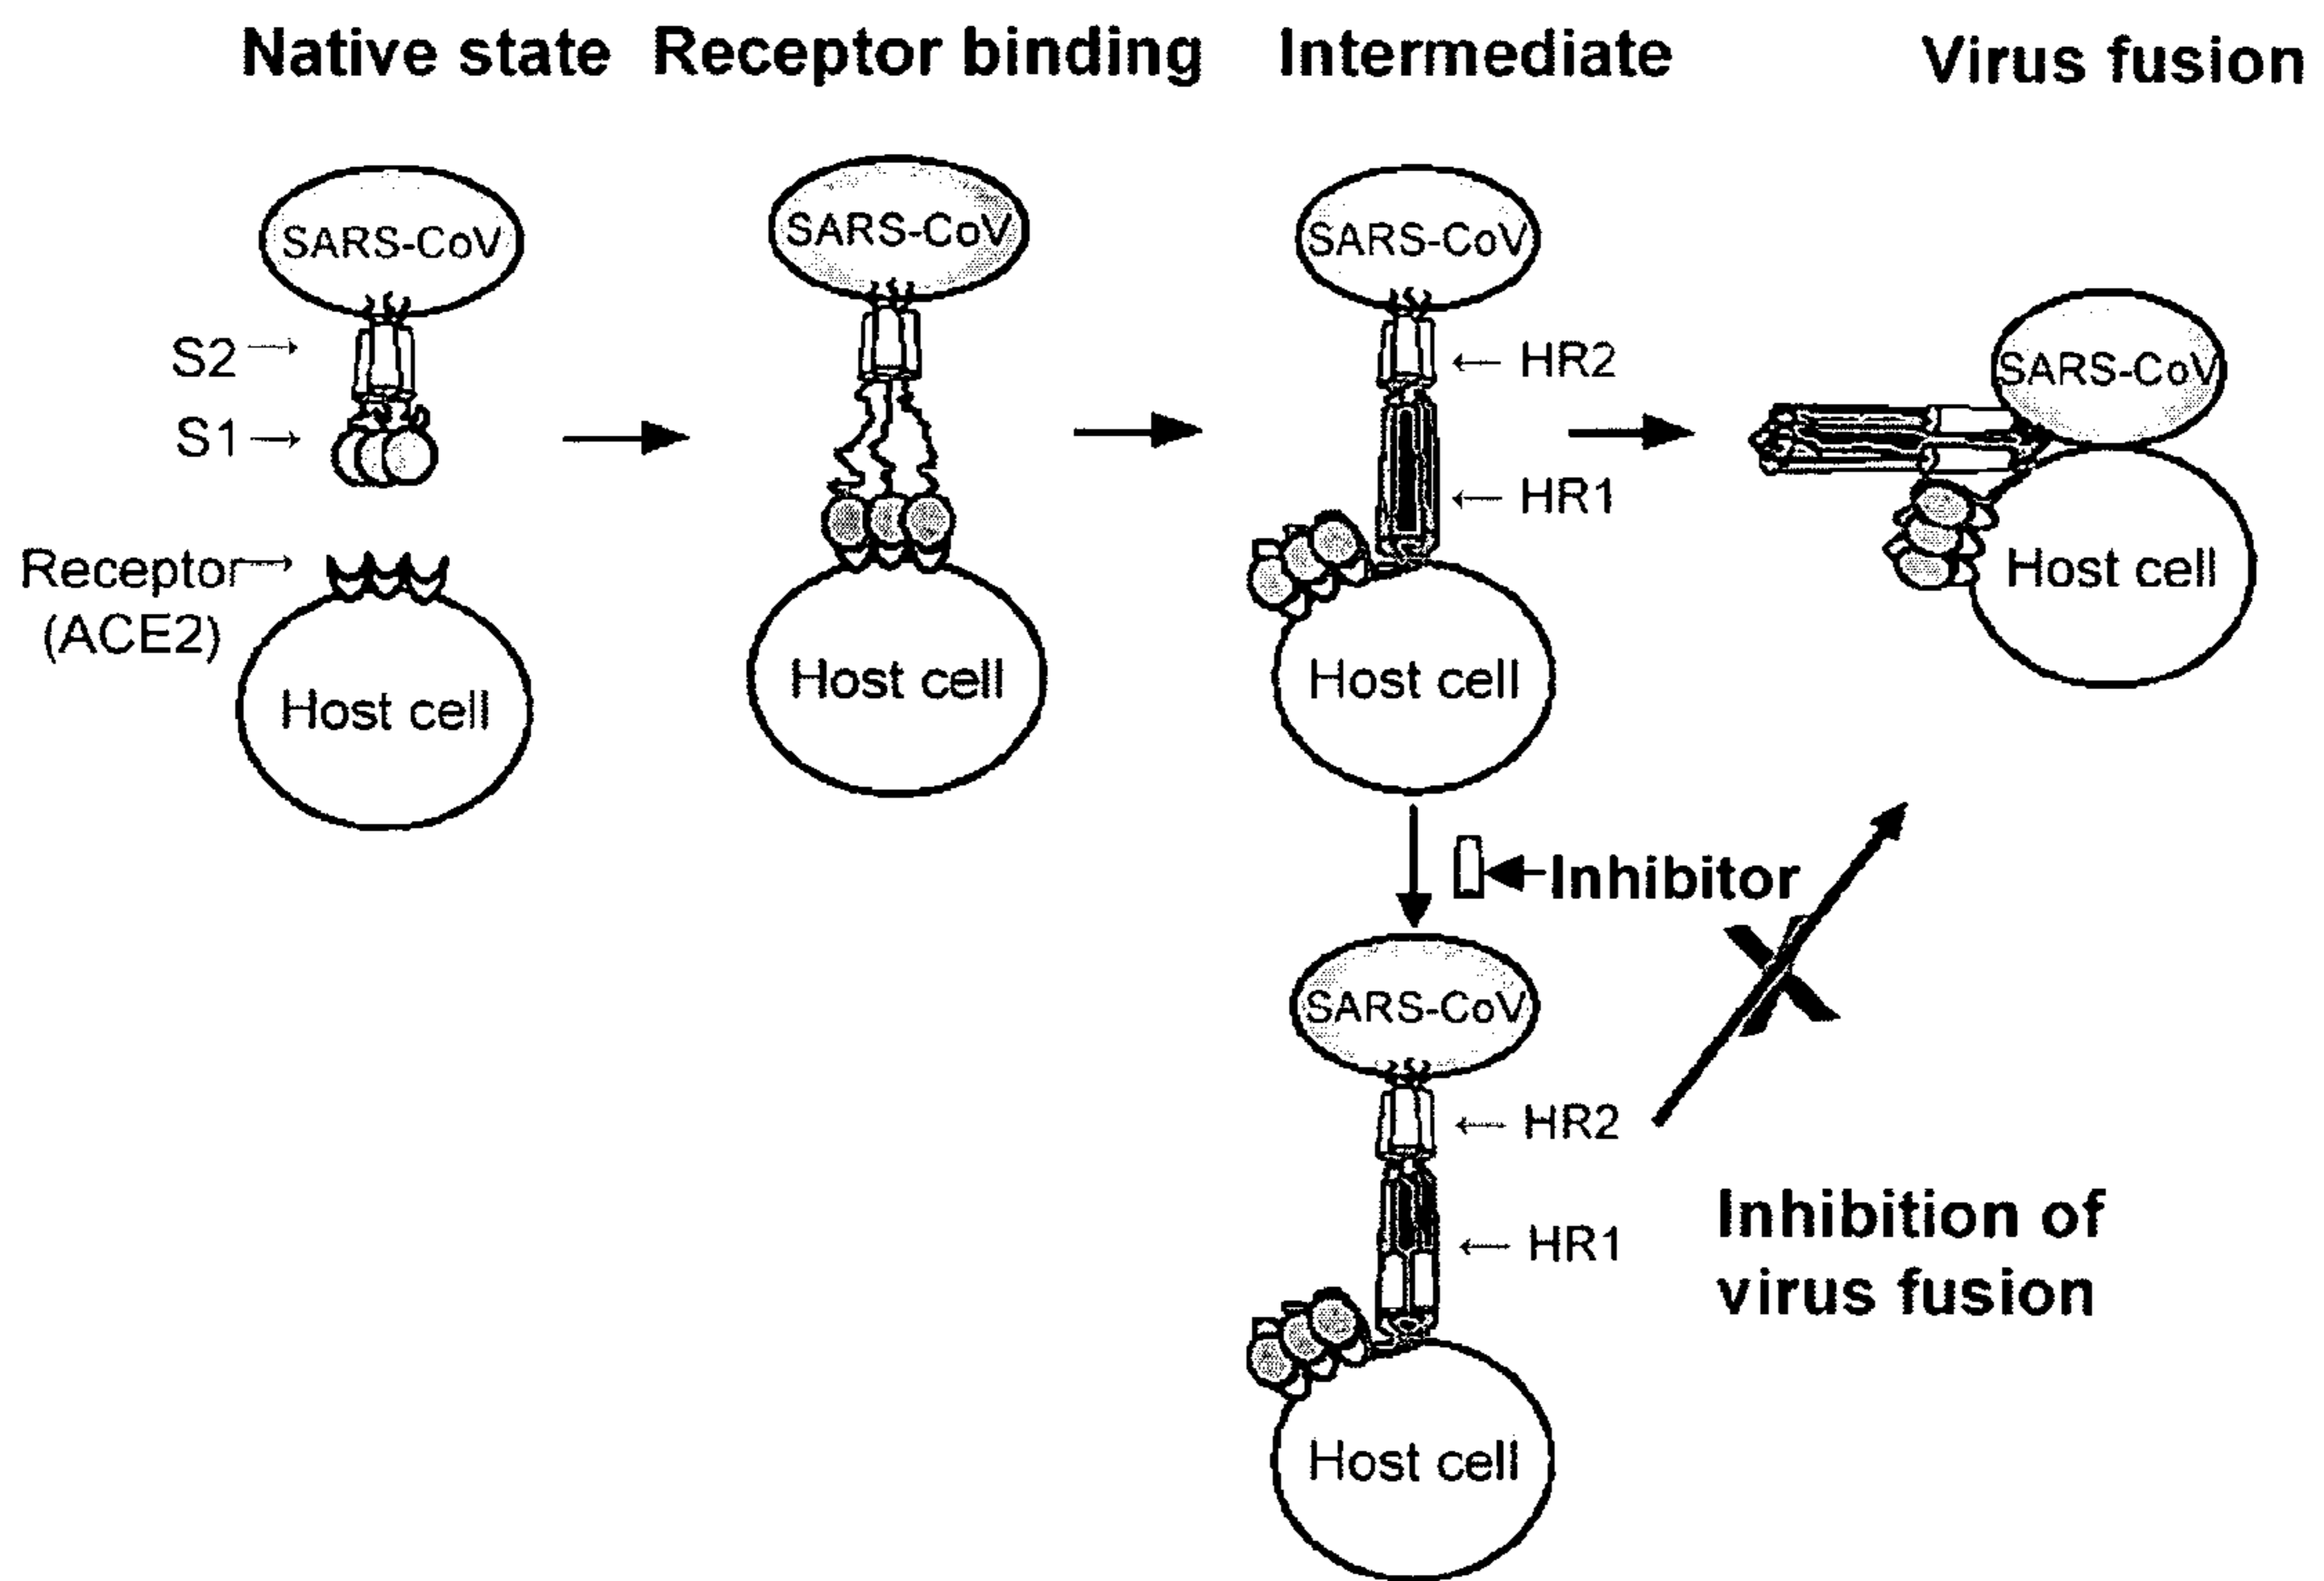 Native state
Receptor binding
Intermediate
Virus fusion
SARS-CoV
SARS-CoV
SARS-CoV
SARS-CoV
S2
S1
HR2
HR1
Receptor
(ACE2)
Host cell
Host cell
Host cell
Host cell
Inhibitor
SARS-CoV
HR2
HR1
Inhibition of
virus fusion
Host cell